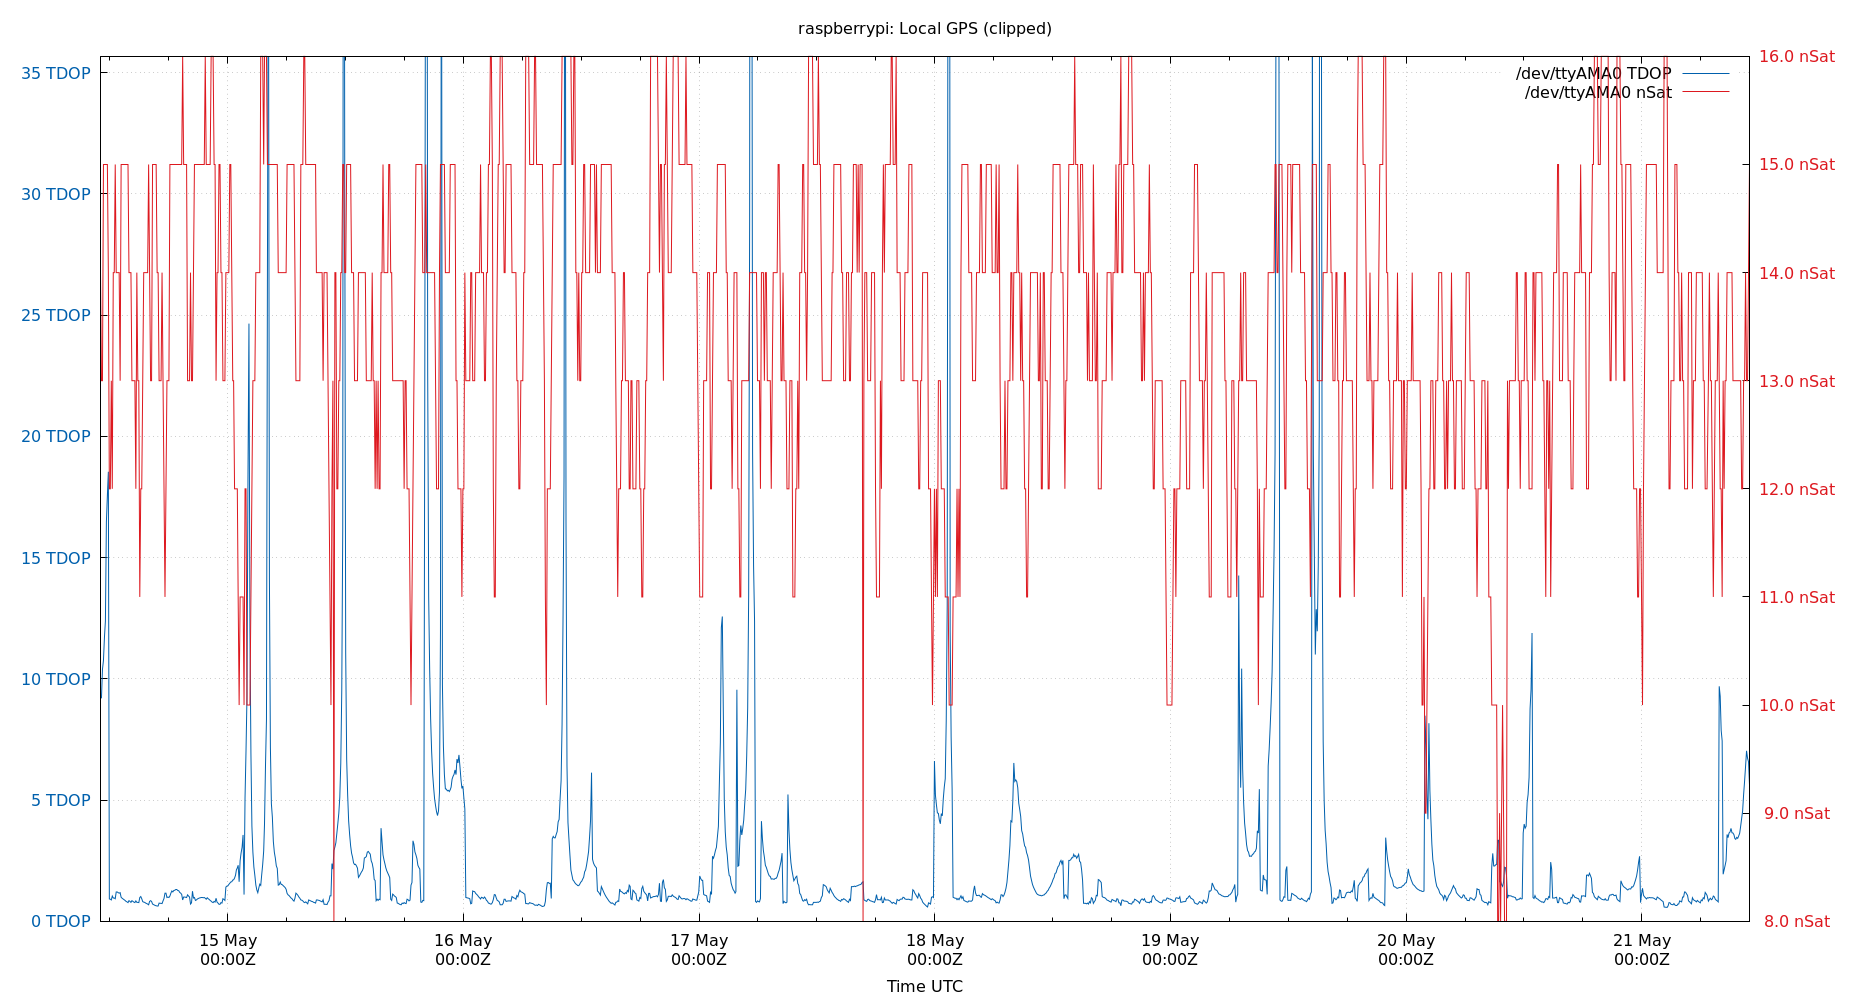 raspberrypi: Local GPS (clipped)
35 TDOP
30 TDOP
25 TDOP
20 TDOP
15 TDOP
10 TDOP
5 TDOP
0 TDOP
/dev/ttyAMA0 TDOP
/dev/ttyAMA0 nSat
16.0 nSat
15.0 nSat
14.0 nSat
13.0 nSat
12.0 nSat
11.0 nSat
10.0 nSat
9.0 nSat
8.0 nSat
15 May 16 May 17 May 18 May 19 May 20 May 21 May
00:00Z 00:00Z 00:00Z 00:00Z 00:00Z 00:00Z 00:00Z
Time UTC